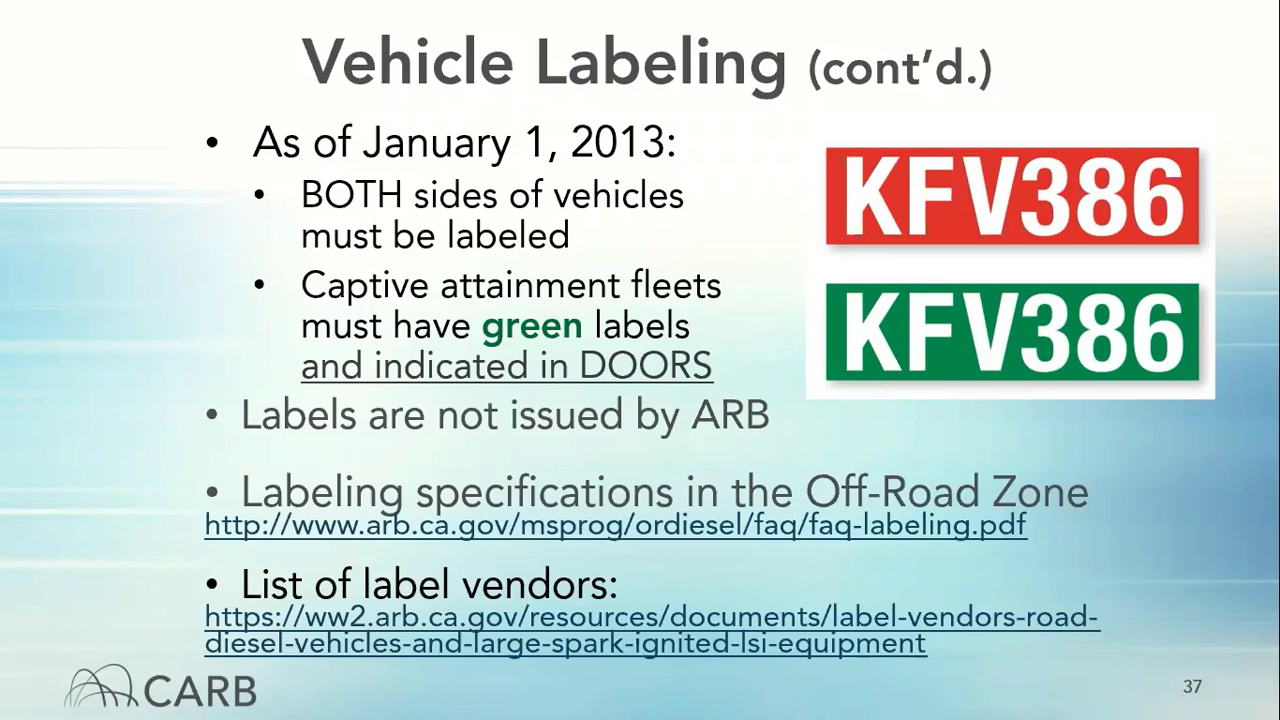 Vehicle Labeling (cont’d.)
• As of January 1, 2013:
• BOTH sides of vehicles
must be labeled
• Captive attainment fleets
must have green labels
and indicated in DOORS
KFV386
KFV386
• Labels are not issued by ARB
• Labeling specifications in the Off-Road Zone
http://www.arb.ca.gov/msprog/ordiesel/faq/faq-labeling.pdf
• List of label vendors:
https://ww2.arb.ca.gov/resources/documents/label-vendors-road-
diesel-vehicles-and-large-spark-ignited-lsi-equipment
CARB
37